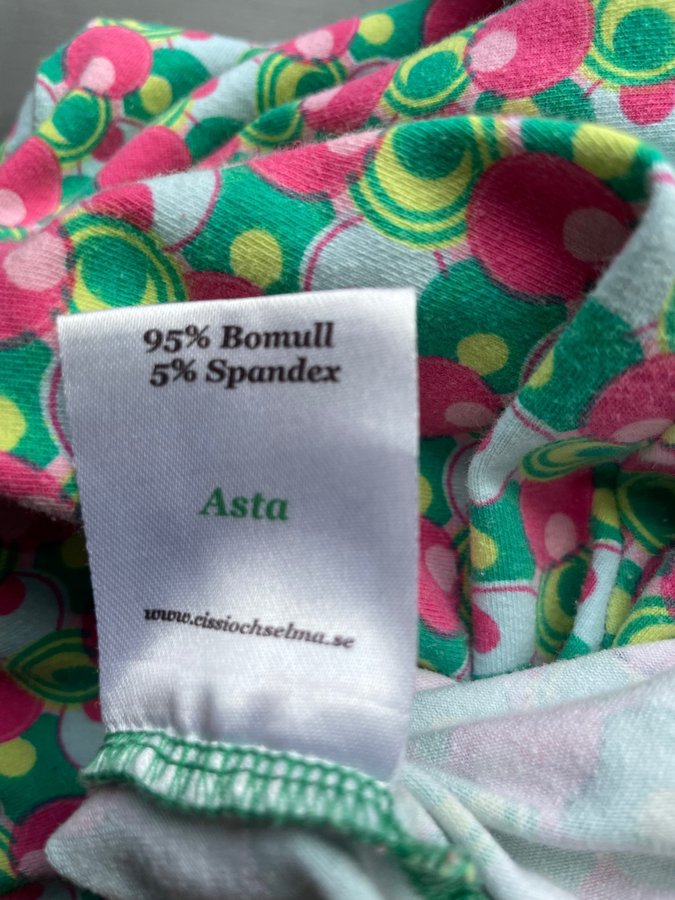 95% Bomull
5% Spandex
Asta
www.cissiochselma.se